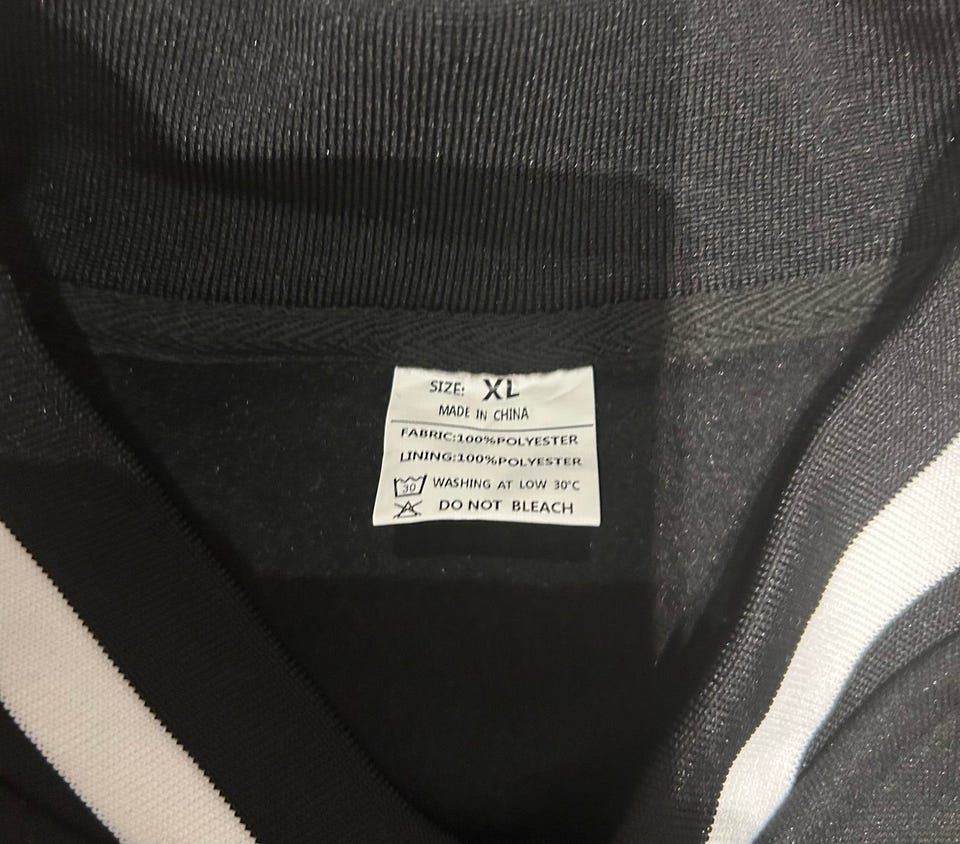 SIZE: XL
MADE IN CHINA
FABRIC:100%POLYESTER
LINING:100%POLYESTER
30 WASHING AT LOW 30°C
A DO NOT BLEACH